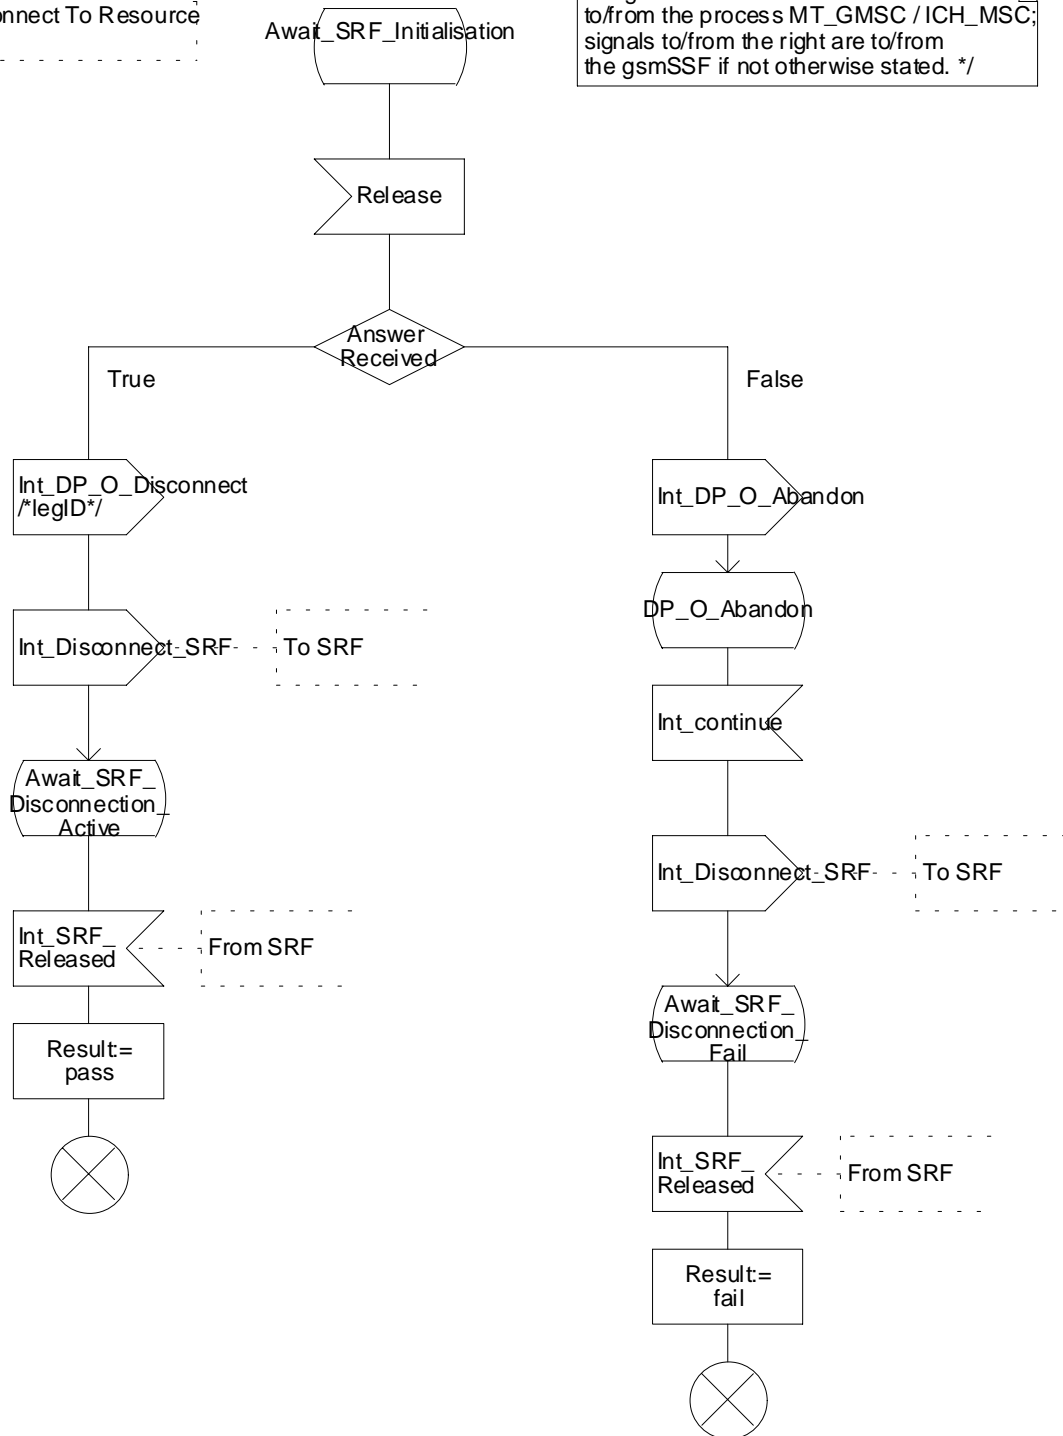 nnect To Resource
to/from the process MT_GMSC / ICH_MSC;
signals to/from the right are to/from
the gsmSSF if not otherwise stated. */
Await_SRF_Initialisation
Release
Answer
Received
True
False
Int_DP_O_Disconnect
/*legID*/
Int_Disconnect_SRF
To SRF
Await_SRF_
Disconnection_
Active
Int_SRF_
Released
From SRF
Result:=
pass
Int_DP_O_Abandon
DP_O_Abandon
Int_continue
Int_Disconnect_SRF
To SRF
Await_SRF_
Disconnection_
Fail
Int_SRF_
Released
From SRF
Result:=
fail